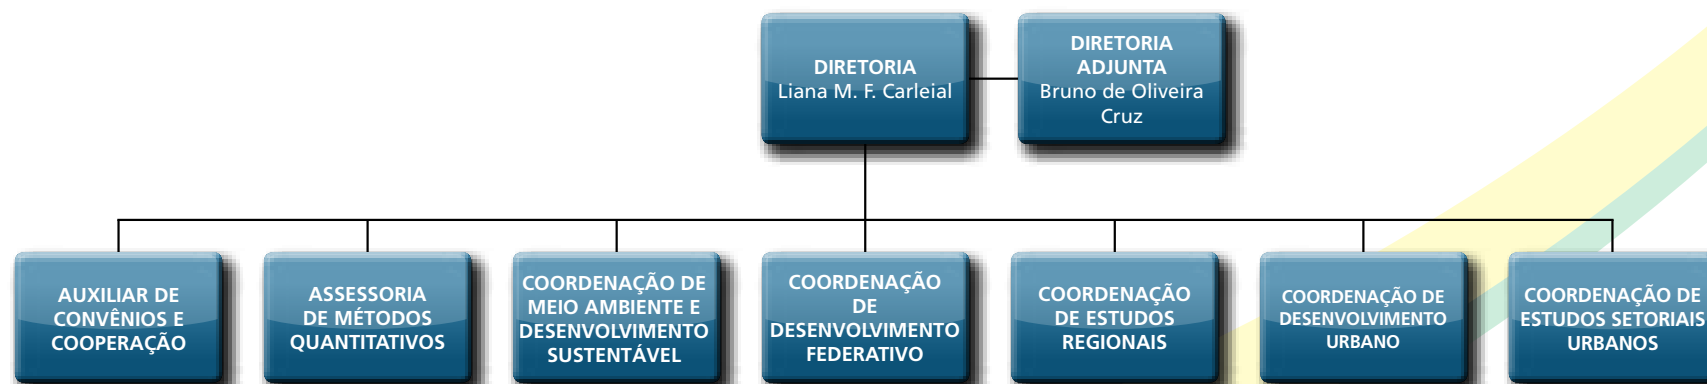 DIRETORIA
Liana M. F. Carleial
DIRETORIA
ADJUNTA
Bruno de Oliveira
Cruz
AUXILIAR DE
CONVÊNIOS E
COOPERAÇÃO
ASSESSORIA
DE MÉTODOS
QUANTITATIVOS
COORDENAÇÃO DE
MEIO AMBIENTE E
DESENVOLVIMENTO
SUSTENTÁVEL
COORDENAÇÃO
DE
DESENVOLVIMENTO
FEDERATIVO
COORDENAÇÃO
DE ESTUDOS
REGIONAIS
COORDENAÇÃO DE
DESENVOLVIMENTO
URBANO
COORDENAÇÃO DE
ESTUDOS SETORIAIS
URBANOS